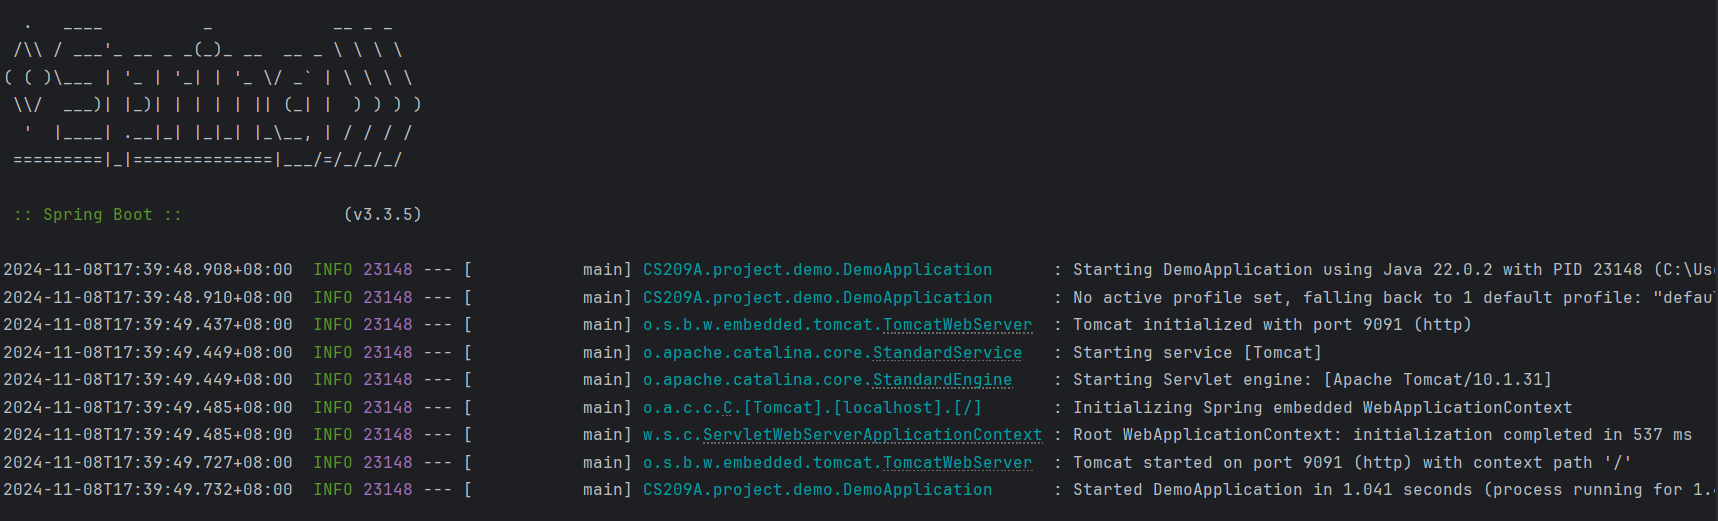 .   ____          _            __ _ _
 /\\ / ___'_ __ _ _(_)_ __  __ _ \ \ \ \
( ( )\___ | '_ | '_| | '_ \/ _` | \ \ \ \
 \\/  ___)| |_)| | | | | || (_| |  ) ) ) )
  '  |____| .__|_| |_|_| |_\__, | / / / /
 =========|_|==============|___/=/_/_/_/

 :: Spring Boot ::                (v3.3.5)

2024-11-08T17:39:48.908+08:00  INFO 23148 --- [           main] CS209A.project.demo.DemoApplication      : Starting DemoApplication using Java 22.0.2 with PID 23148 (C:\Use
2024-11-08T17:39:48.910+08:00  INFO 23148 --- [           main] CS209A.project.demo.DemoApplication      : No active profile set, falling back to 1 default profile: "defaul
2024-11-08T17:39:49.437+08:00  INFO 23148 --- [           main] o.s.b.w.embedded.tomcat.TomcatWebServer  : Tomcat initialized with port 9091 (http)
2024-11-08T17:39:49.449+08:00  INFO 23148 --- [           main] o.apache.catalina.core.StandardService   : Starting service [Tomcat]
2024-11-08T17:39:49.449+08:00  INFO 23148 --- [           main] o.apache.catalina.core.StandardEngine    : Starting Servlet engine: [Apache Tomcat/10.1.31]
2024-11-08T17:39:49.485+08:00  INFO 23148 --- [           main] o.a.c.c.C.[Tomcat].[localhost].[/]       : Initializing Spring embedded WebApplicationContext
2024-11-08T17:39:49.485+08:00  INFO 23148 --- [           main] w.s.c.ServletWebServerApplicationContext : Root WebApplicationContext: initialization completed in 537 ms
2024-11-08T17:39:49.727+08:00  INFO 23148 --- [           main] o.s.b.w.embedded.tomcat.TomcatWebServer  : Tomcat started on port 9091 (http) with context path '/'
2024-11-08T17:39:49.732+08:00  INFO 23148 --- [           main] CS209A.project.demo.DemoApplication      : Started DemoApplication in 1.041 seconds (process running for 1.